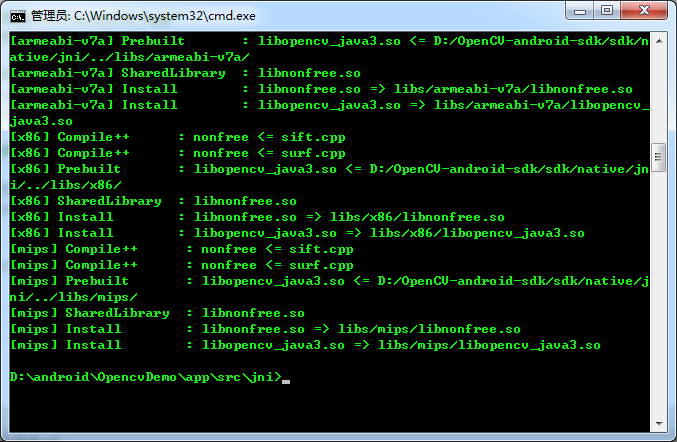 管理员: C:\Windows\system32\cmd.exe
[armeabi-v7a] Prebuilt       : libopencv_java3.so <= D:/OpenCV-android-sdk/sdk/n
ative/jni/../libs/armeabi-v7a/
[armeabi-v7a] SharedLibrary  : libnonfree.so
[armeabi-v7a] Install        : libnonfree.so => libs/armeabi-v7a/libnonfree.so
[armeabi-v7a] Install        : libopencv_java3.so => libs/armeabi-v7a/libopencv_
java3.so
[x86] Compile++      : nonfree <= sift.cpp
[x86] Compile++      : nonfree <= surf.cpp
[x86] Prebuilt       : libopencv_java3.so <= D:/OpenCV-android-sdk/sdk/native/jn
i/../libs/x86/
[x86] SharedLibrary  : libnonfree.so
[x86] Install        : libnonfree.so => libs/x86/libnonfree.so
[x86] Install        : libopencv_java3.so => libs/x86/libopencv_java3.so
[mips] Compile++      : nonfree <= sift.cpp
[mips] Compile++      : nonfree <= surf.cpp
[mips] Prebuilt       : libopencv_java3.so <= D:/OpenCV-android-sdk/sdk/native/j
ni/../libs/mips/
[mips] SharedLibrary  : libnonfree.so
[mips] Install        : libnonfree.so => libs/mips/libnonfree.so
[mips] Install        : libopencv_java3.so => libs/mips/libopencv_java3.so
D:\android\OpencvDemo\app\src\jni>